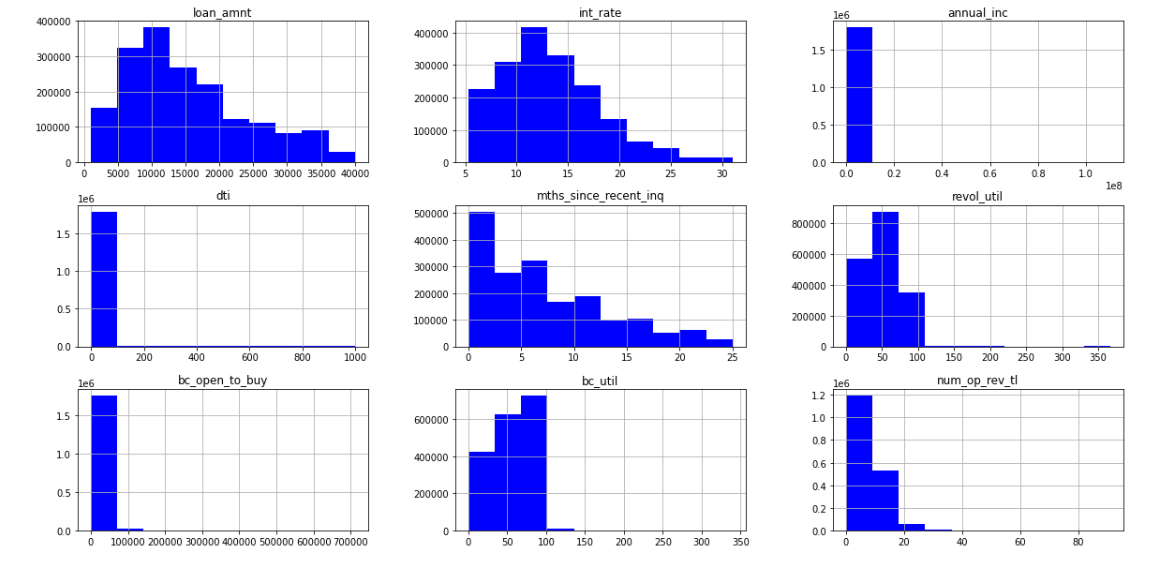 loan_amnt
400000
300000
200000
100000
0
0 5000 10000 15000 20000 25000 30000 35000 40000
int_rate
400000
300000
200000
100000
0
5 10 15 20 25 30
annual_inc
1e6
1.5
1.0
0.5
0.0
0.0 0.2 0.4 0.6 0.8 1.0
1e8
dti
1e6
1.5
1.0
0.5
0.0
0 200 400 600 800 1000
mths_since_recent_inq
500000
400000
300000
200000
100000
0
0 5 10 15 20 25
revol_util
800000
600000
400000
200000
0
0 50 100 150 200 250 300 350
bc_open_to_buy
1e6
1.5
1.0
0.5
0.0
0 100000 200000 300000 400000 500000 600000 700000
bc_util
600000
400000
200000
0
0 50 100 150 200 250 300 350
num_op_rev_tl
1e6
1.2
1.0
0.8
0.6
0.4
0.2
0.0
0 20 40 60 80